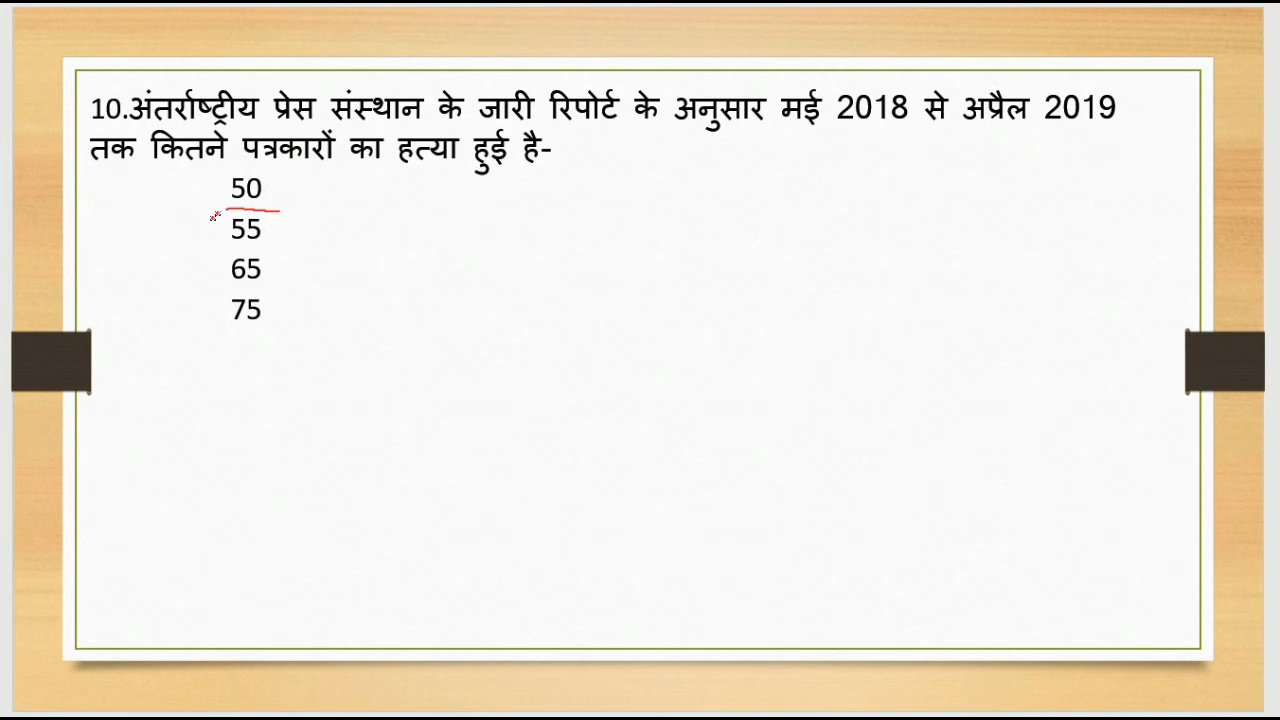 10.अंतर्राष्ट्रीय प्रेस संस्थान के जारी रिपोर्ट के अनुसार मई 2018 से अप्रैल 2019
तक कितने पत्रकारों का हत्या हुई है-
50
55
65
75